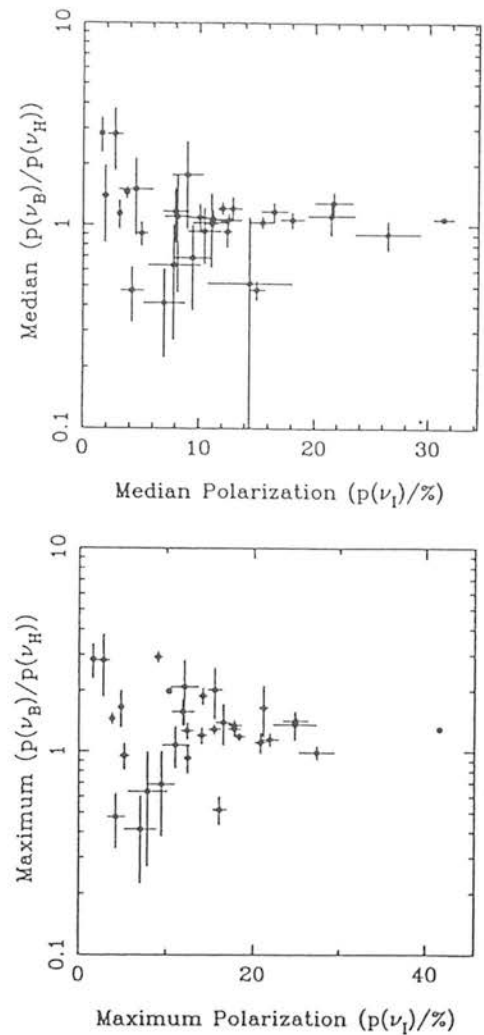 10
1
0.1
Median (p(ν_B)/p(ν_H))
0 10 20 30
Median Polarization (p(ν_I)/%)
10
1
0.1
Maximum (p(ν_B)/p(ν_H))
0 20 40
Maximum Polarization (p(ν_I)/%)